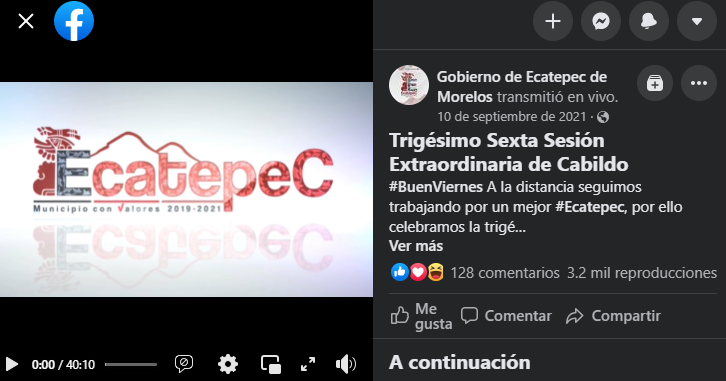 Ecatepec
Municipio con Valores 2019-2021
0:00 / 40:10
Gobierno de Ecatepec de
Morelos transmitió en vivo.
10 de septiembre de 2021 ·
Trigésimo Sexta Sesión
Extraordinaria de Cabildo
#BuenViernes A la distancia seguimos
trabajando por un mejor #Ecatepec, por ello
celebramos la trigé...
Ver más
128 comentarios 3.2 mil reproducciones
Me
gusta
Comentar
Compartir
A continuación